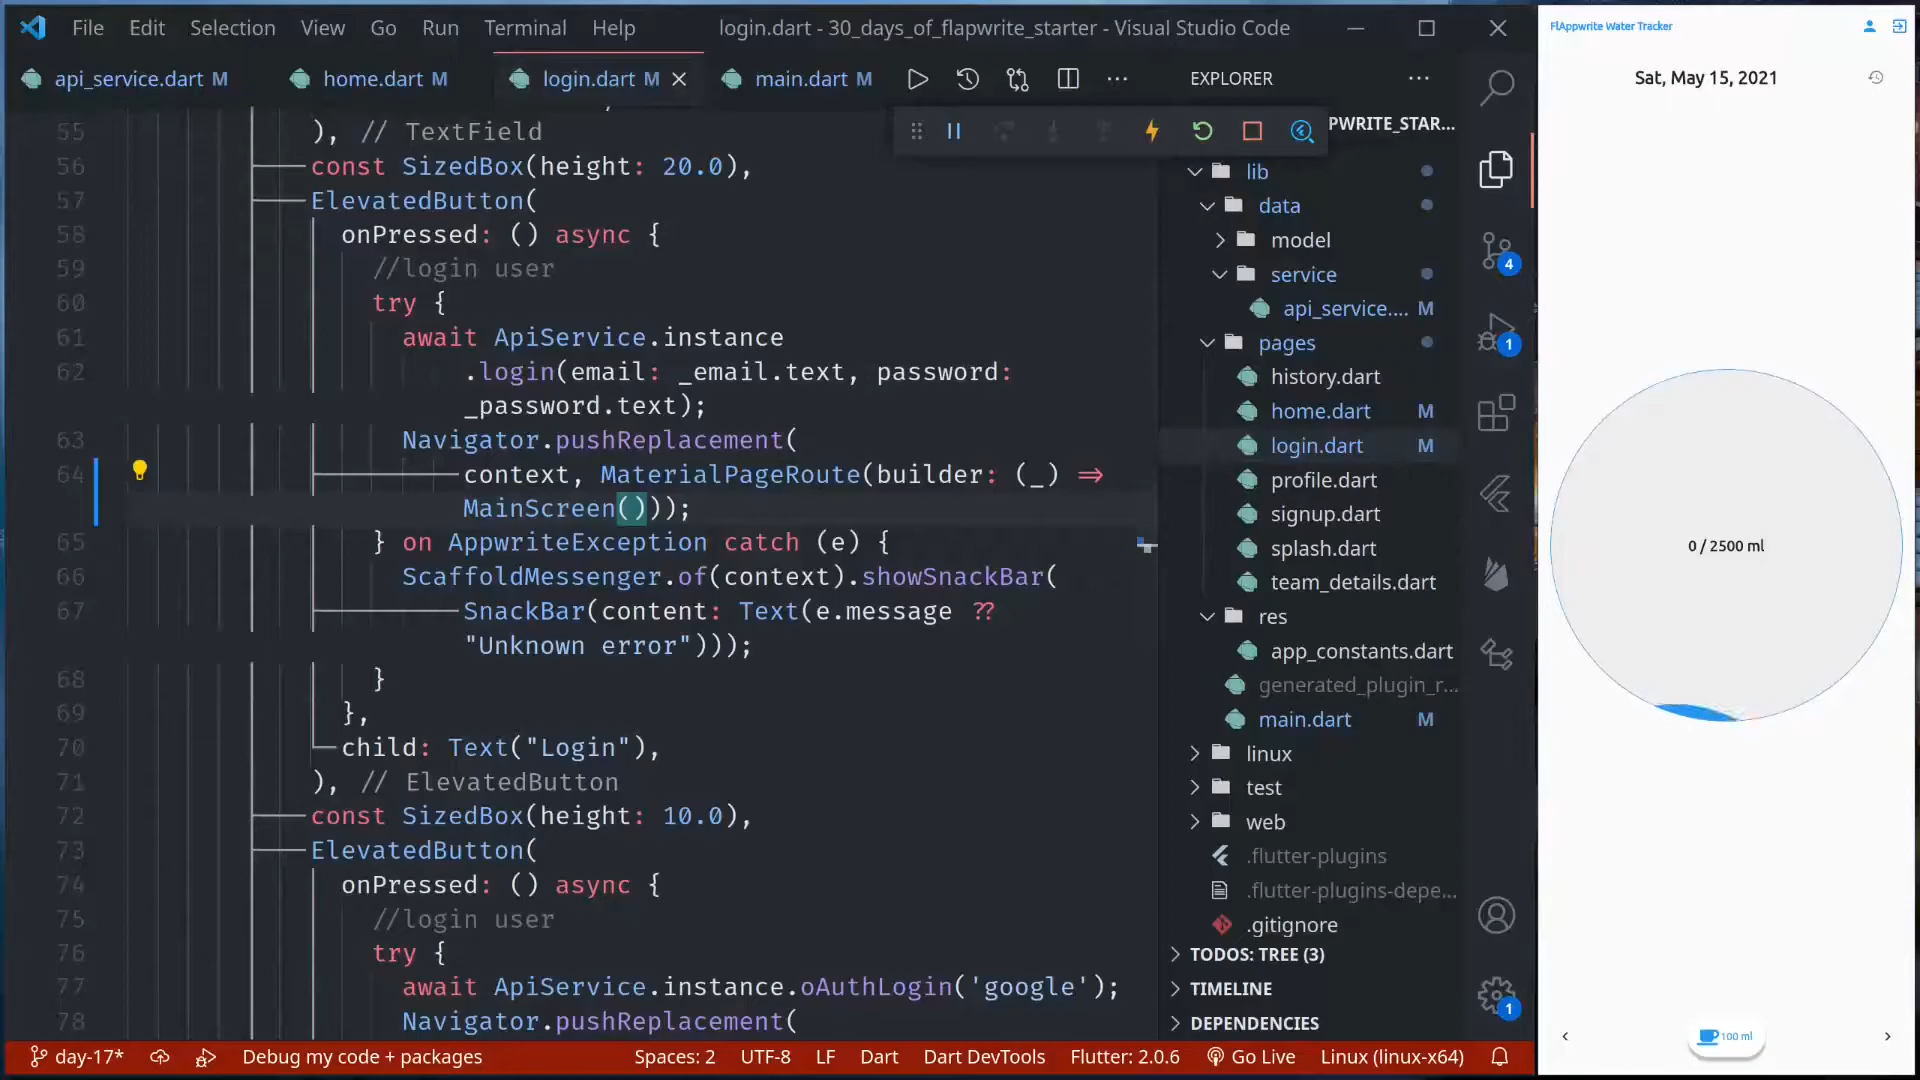 File Edit Selection View Go Run Terminal Help
login.dart - 30_days_of_flapwrite_starter - Visual Studio Code
api_service.dart M
home.dart M
login.dart M
main.dart M
EXPLORER
55 ), // TextField
56 const SizedBox(height: 20.0),
57 ElevatedButton(
58 onPressed: () async {
59 //login user
60 try {
61 await ApiService.instance
62 .login(email: _email.text, password:
_password.text);
63 Navigator.pushReplacement(
64 context, MaterialPageRoute(builder: (_) =>
MainScreen()));
65 } on AppwriteException catch (e) {
66 ScaffoldMessenger.of(context).showSnackBar(
67 SnackBar(content: Text(e.message ??
"Unknown error")));
68 }
69 },
70 child: Text("Login"),
71 ), // ElevatedButton
72 const SizedBox(height: 10.0),
73 ElevatedButton(
74 onPressed: () async {
75 //login user
76 try {
77 await ApiService.instance.oAuthLogin('google');
78 Navigator.pushReplacement(
PWRITE_STAR...
lib
data
model
service
api_service.... M
pages
history.dart
home.dart M
login.dart M
profile.dart
signup.dart
splash.dart
team_details.dart
res
app_constants.dart
generated_plugin_r...
main.dart M
linux
test
web
.flutter-plugins
.flutter-plugins-depe...
.gitignore
TODOS: TREE (3)
TIMELINE
DEPENDENCIES
4
1
1
day-17*
Debug my code + packages
Spaces: 2
UTF-8
LF
Dart
Dart DevTools
Flutter: 2.0.6
Go Live
Linux (linux-x64)
FlAppwrite Water Tracker
Sat, May 15, 2021
0 / 2500 ml
100 ml